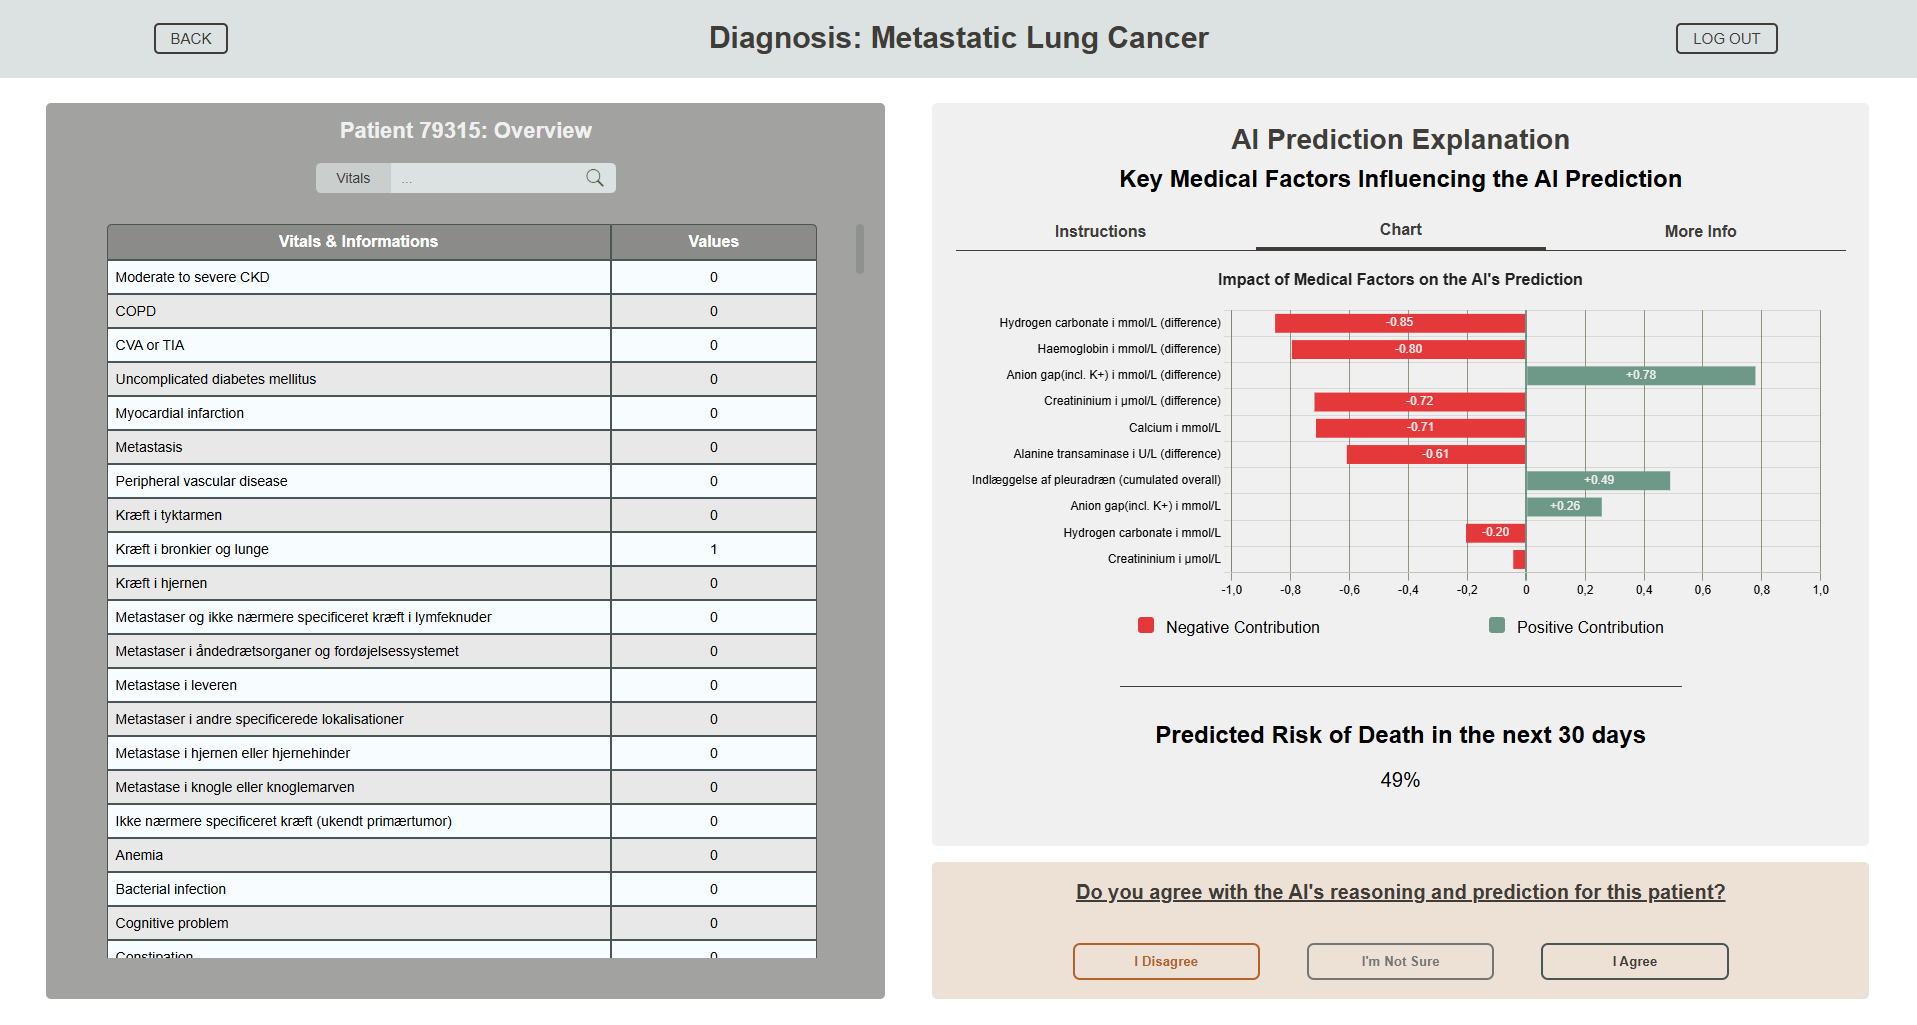 BACK
Diagnosis: Metastatic Lung Cancer
LOG OUT
Patient 79315: Overview
Vitals ...
Vitals & Informations Values
Moderate to severe CKD 0
COPD 0
CVA or TIA 0
Uncomplicated diabetes mellitus 0
Myocardial infarction 0
Metastasis 0
Peripheral vascular disease 0
Kræft i tyktarmen 0
Kræft i bronkier og lunge 1
Kræft i hjernen 0
Metastaser og ikke nærmere specificeret kræft i lymfeknuder 0
Metastaser i åndedrætsorganer og fordøjelsessystemet 0
Metastase i leveren 0
Metastaser i andre specificerede lokalisationer 0
Metastase i hjernen eller hjernehinder 0
Metastase i knogle eller knoglemarven 0
Ikke nærmere specificeret kræft (ukendt primærtumor) 0
Anemia 0
Bacterial infection 0
Cognitive problem 0
Constipation 0
AI Prediction Explanation
Key Medical Factors Influencing the AI Prediction
Instructions Chart More Info
Impact of Medical Factors on the AI's Prediction
Hydrogen carbonate i mmol/L (difference) -0.85
Haemoglobin i mmol/L (difference) -0.80
Anion gap(incl. K+) i mmol/L (difference) +0.78
Creatininium i µmol/L (difference) -0.72
Calcium i mmol/L -0.71
Alanine transaminase i U/L (difference) -0.61
Indlæggelse af pleuradræn (cumulated overall) +0.49
Anion gap(incl. K+) i mmol/L +0.26
Hydrogen carbonate i mmol/L -0.20
Creatininium i µmol/L
-1,0 -0,8 -0,6 -0,4 -0,2 0 0,2 0,4 0,6 0,8 1,0
Negative Contribution Positive Contribution
Predicted Risk of Death in the next 30 days
49%
Do you agree with the AI's reasoning and prediction for this patient?
I Disagree I'm Not Sure I Agree